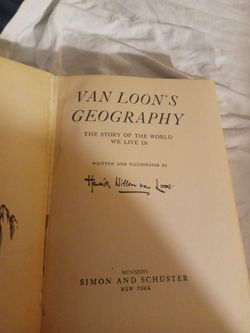 VAN LOON'S
GEOGRAPHY
THE STORY OF THE WORLD
WE LIVE IN
WRITTEN AND ILLUSTRATED BY
Hendrik Willem van Loon.
MCMXXXVI
SIMON AND SCHUSTER
NEW YORK